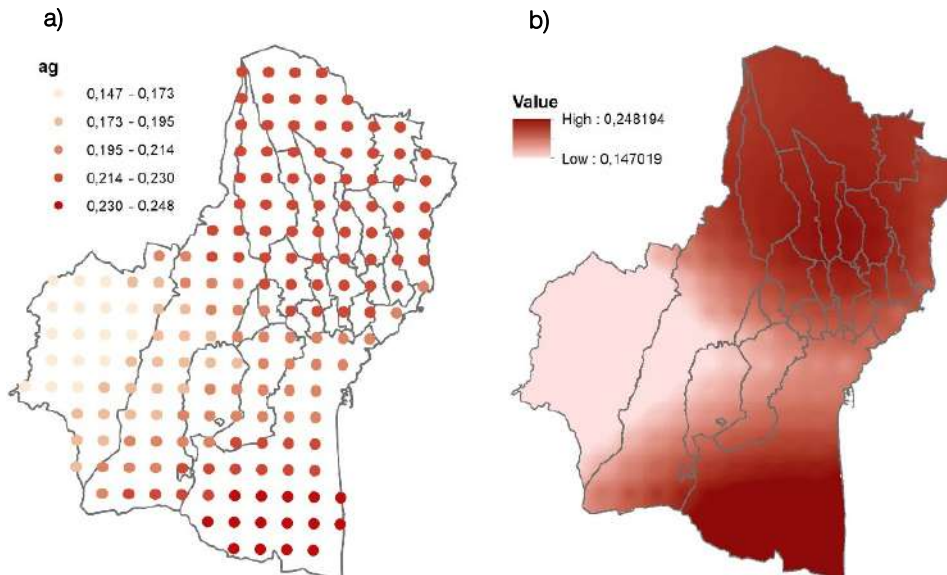 a)
ag
0,147 - 0,173
0,173 - 0,195
0,195 - 0,214
0,214 - 0,230
0,230 - 0,248
b)
Value
High : 0,248194
Low : 0,147019